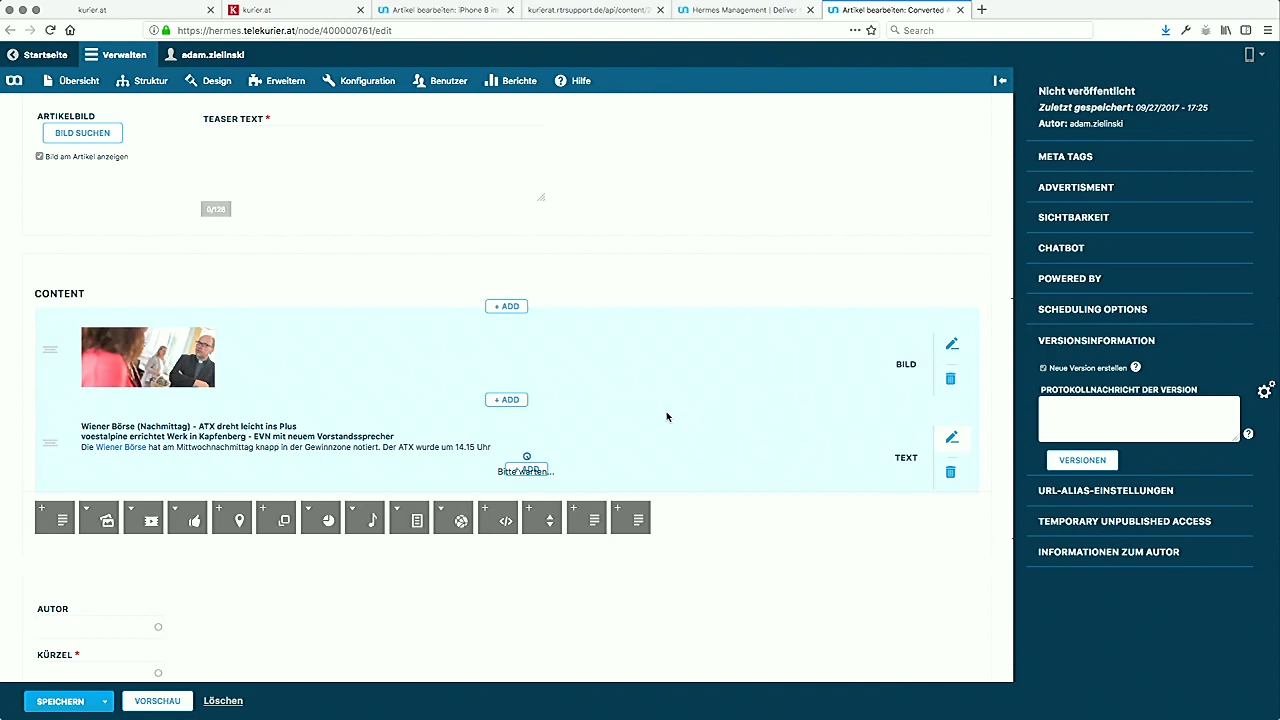 kurier.at
kurier.at
Artikel bearbeiten: iPhone 8 im
kurierat.rtrsupport.de/api/content/2
Hermes Management | Deliver
Artikel bearbeiten: Converted A
https://hermes.telekurier.at/node/400000761/edit
Search
Startseite
Verwalten
adam.zielinski
Übersicht
Struktur
Design
Erweitern
Konfiguration
Benutzer
Berichte
Hilfe
ARTIKELBILD
BILD SUCHEN
Bild am Artikel anzeigen
TEASER TEXT *
0/128
CONTENT
+ ADD
BILD
+ ADD
Wiener Börse (Nachmittag) - ATX dreht leicht ins Plus
voestalpine errichtet Werk in Kapfenberg - EVN mit neuem Vorstandssprecher
Die Wiener Börse hat am Mittwochnachmittag knapp in der Gewinnzone notiert. Der ATX wurde um 14.15 Uhr
TEXT
+ ADD
Bitte warten...
AUTOR
KÜRZEL *
SPEICHERN
VORSCHAU
Löschen
Nicht veröffentlicht
Zuletzt gespeichert: 09/27/2017 - 17:25
Autor: adam.zielinski
META TAGS
ADVERTISMENT
SICHTBARKEIT
CHATBOT
POWERED BY
SCHEDULING OPTIONS
VERSIONSINFORMATION
Neue Version erstellen
PROTOKOLLNACHRICHT DER VERSION
VERSIONEN
URL-ALIAS-EINSTELLUNGEN
TEMPORARY UNPUBLISHED ACCESS
INFORMATIONEN ZUM AUTOR